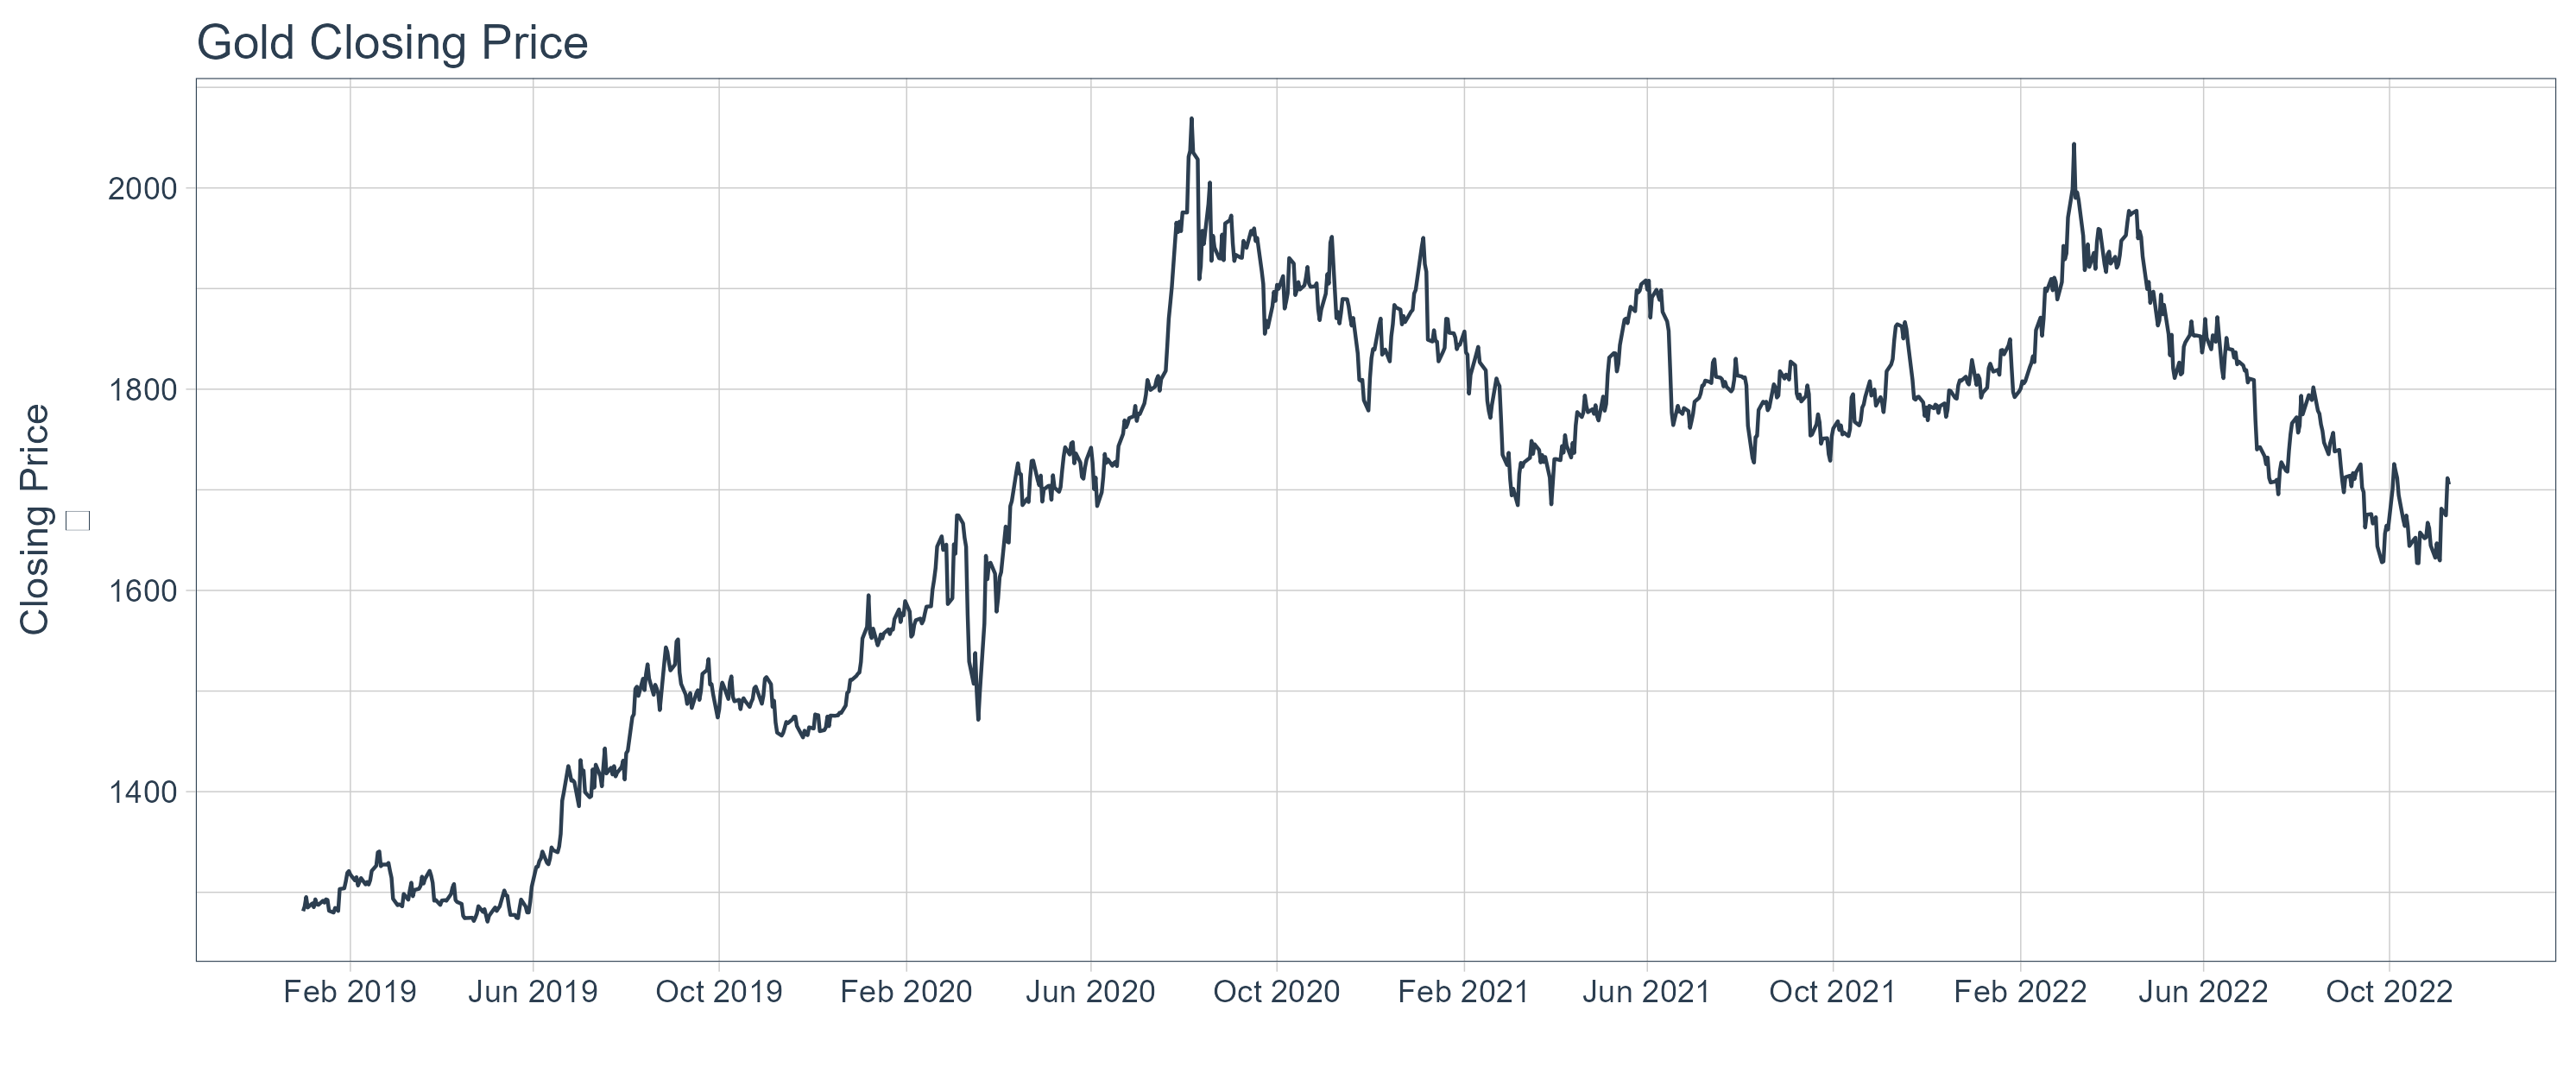 Gold Closing Price
Closing Price
2000
1800
1600
1400
Feb 2019
Jun 2019
Oct 2019
Feb 2020
Jun 2020
Oct 2020
Feb 2021
Jun 2021
Oct 2021
Feb 2022
Jun 2022
Oct 2022